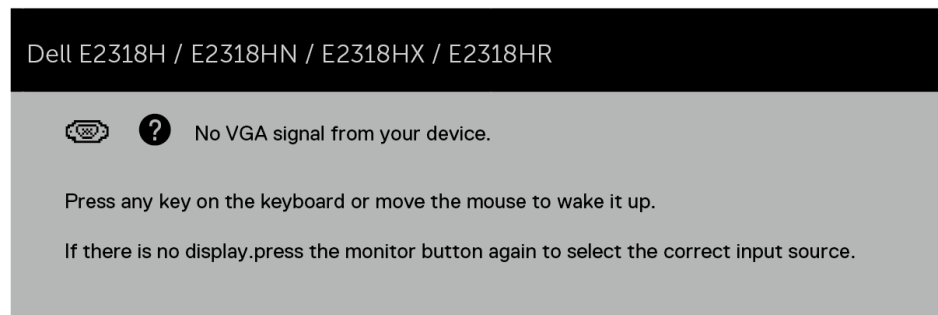 Dell E2318H / E2318HN / E2318HX / E2318HR
No VGA signal from your device.
Press any key on the keyboard or move the mouse to wake it up.
If there is no display.press the monitor button again to select the correct input source.